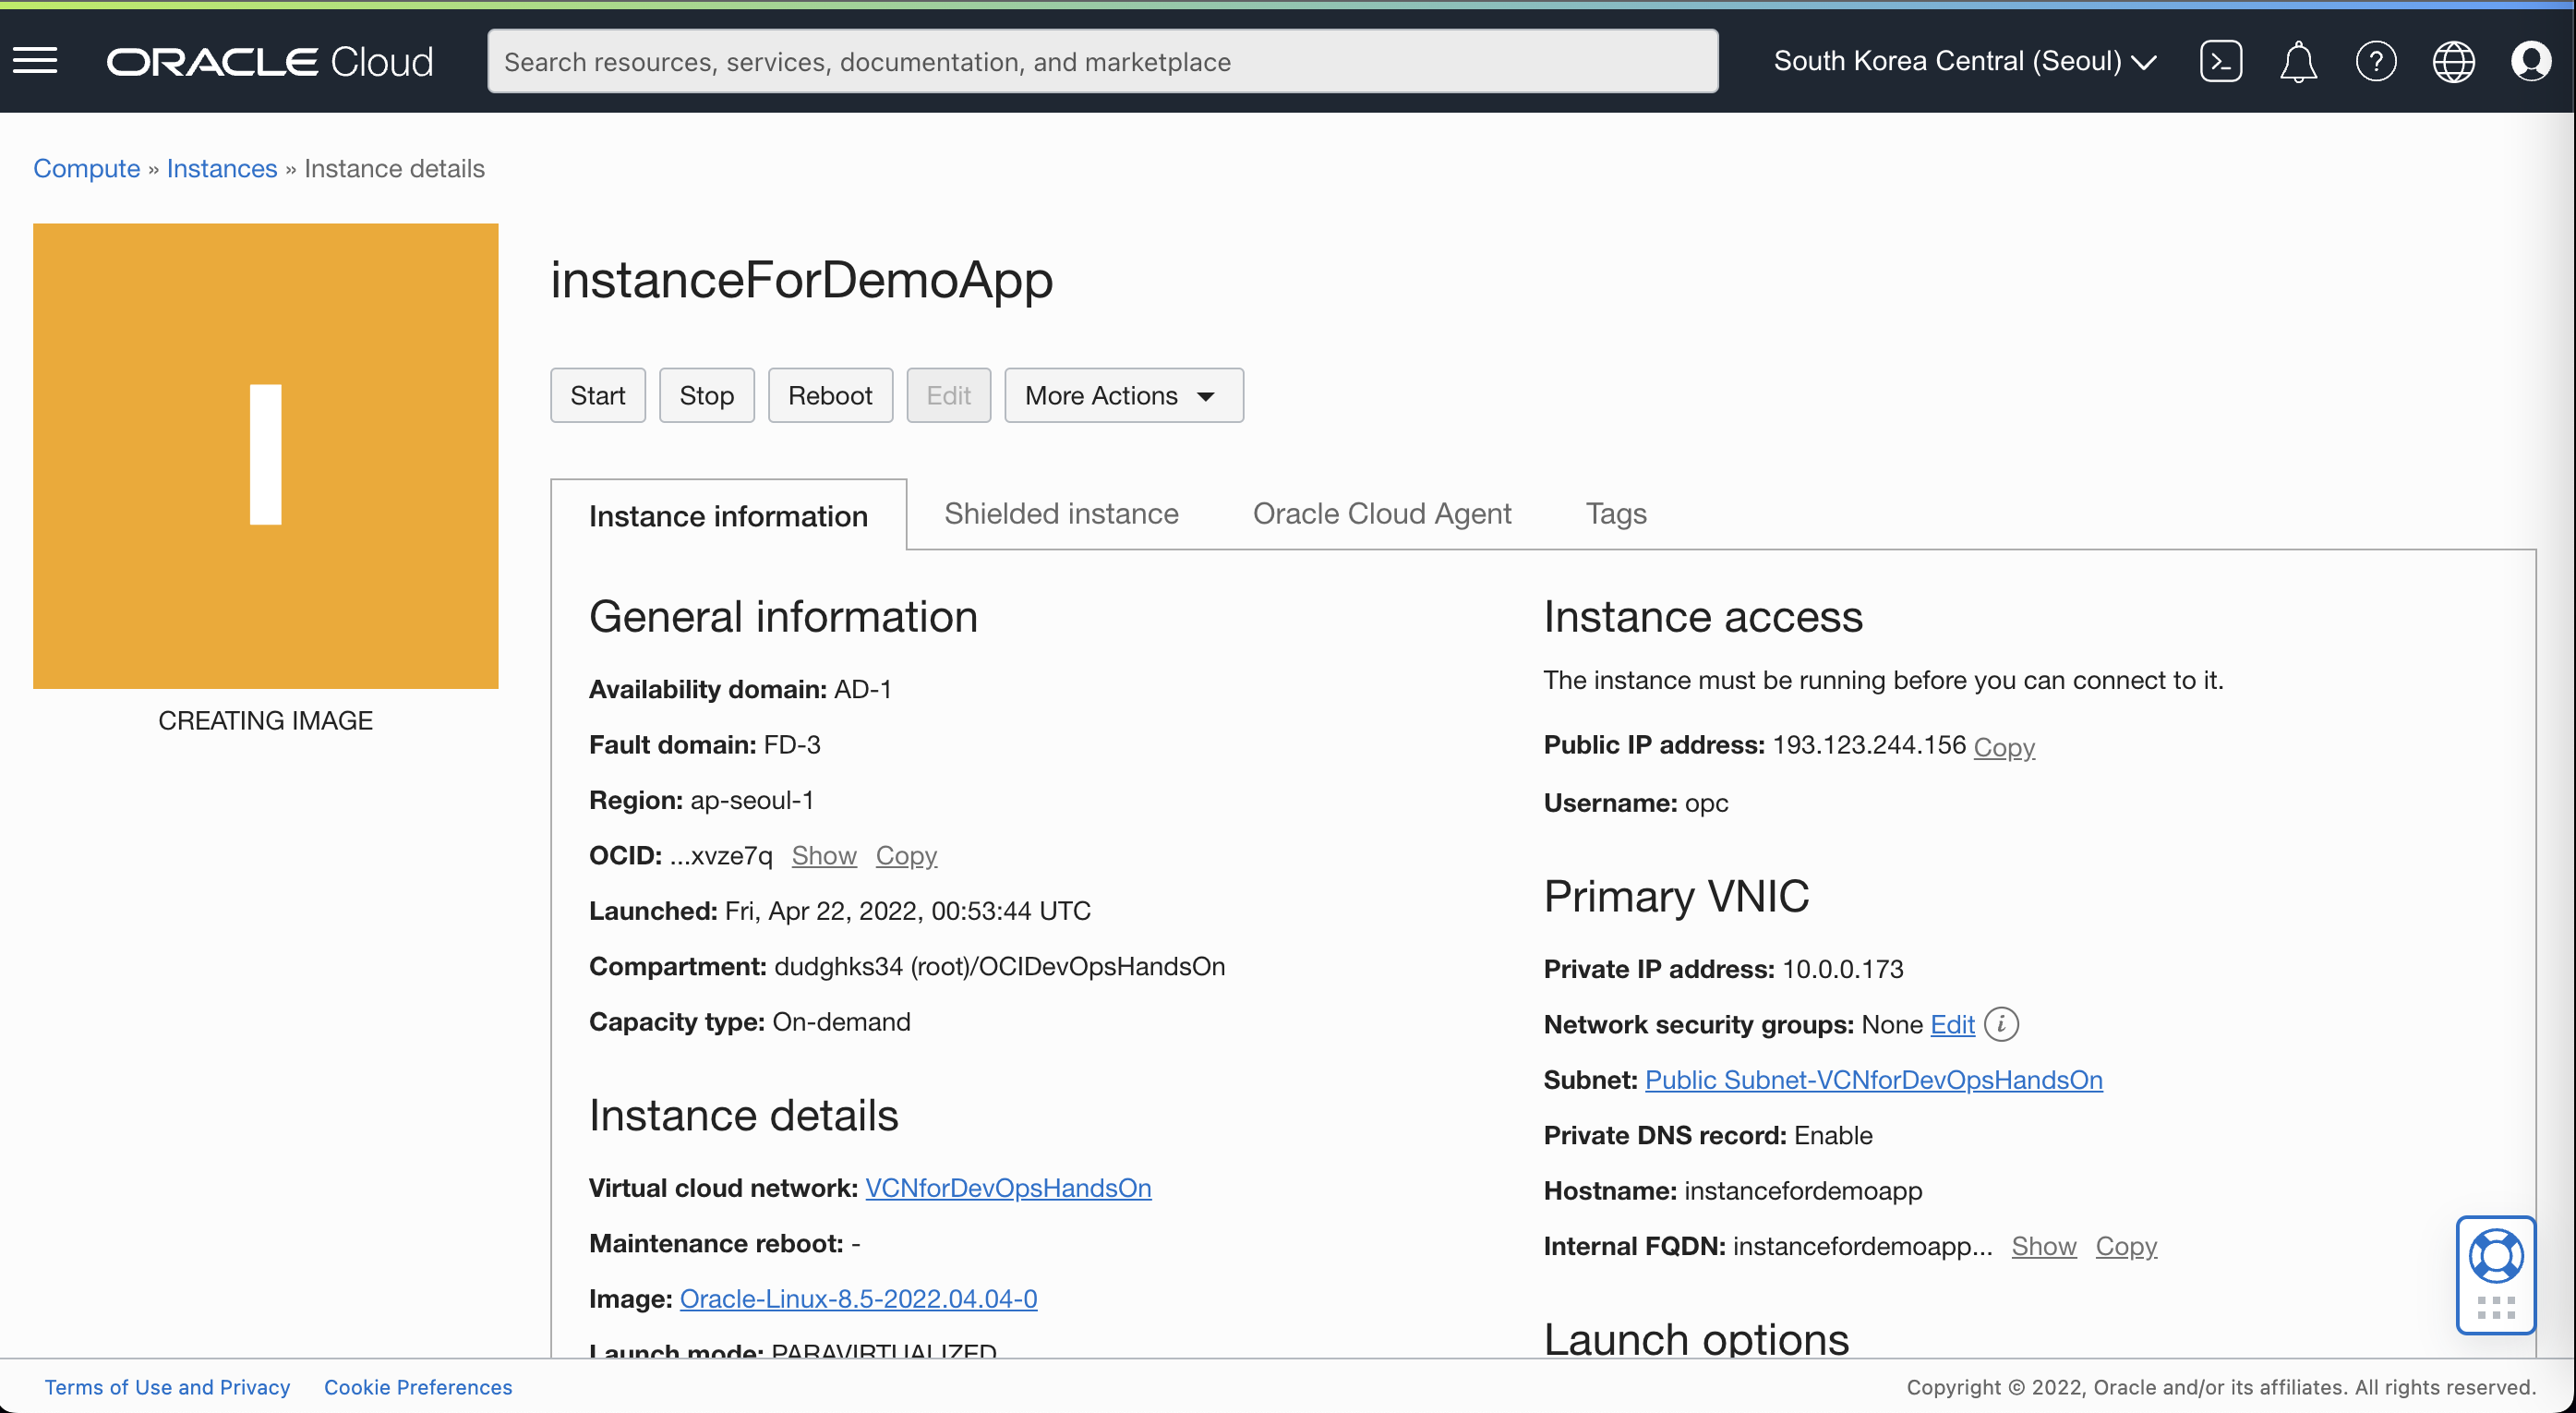 ORACLE Cloud
Search resources, services, documentation, and marketplace
South Korea Central (Seoul)
Compute » Instances » Instance details
I
CREATING IMAGE
instanceForDemoApp
Start Stop Reboot Edit More Actions
Instance information Shielded instance Oracle Cloud Agent Tags
General information
Availability domain: AD-1
Fault domain: FD-3
Region: ap-seoul-1
OCID: ...xvze7q Show Copy
Launched: Fri, Apr 22, 2022, 00:53:44 UTC
Compartment: dudghks34 (root)/OCIDevOpsHandsOn
Capacity type: On-demand
Instance details
Virtual cloud network: VCNforDevOpsHandsOn
Maintenance reboot: -
Image: Oracle-Linux-8.5-2022.04.04-0
Launch mode: PARAVIRTUALIZED
Instance access
The instance must be running before you can connect to it.
Public IP address: 193.123.244.156 Copy
Username: opc
Primary VNIC
Private IP address: 10.0.0.173
Network security groups: None Edit i
Subnet: Public Subnet-VCNforDevOpsHandsOn
Private DNS record: Enable
Hostname: instancefordemoapp
Internal FQDN: instancefordemoapp... Show Copy
Launch options
Terms of Use and Privacy Cookie Preferences
Copyright © 2022, Oracle and/or its affiliates. All rights reserved.